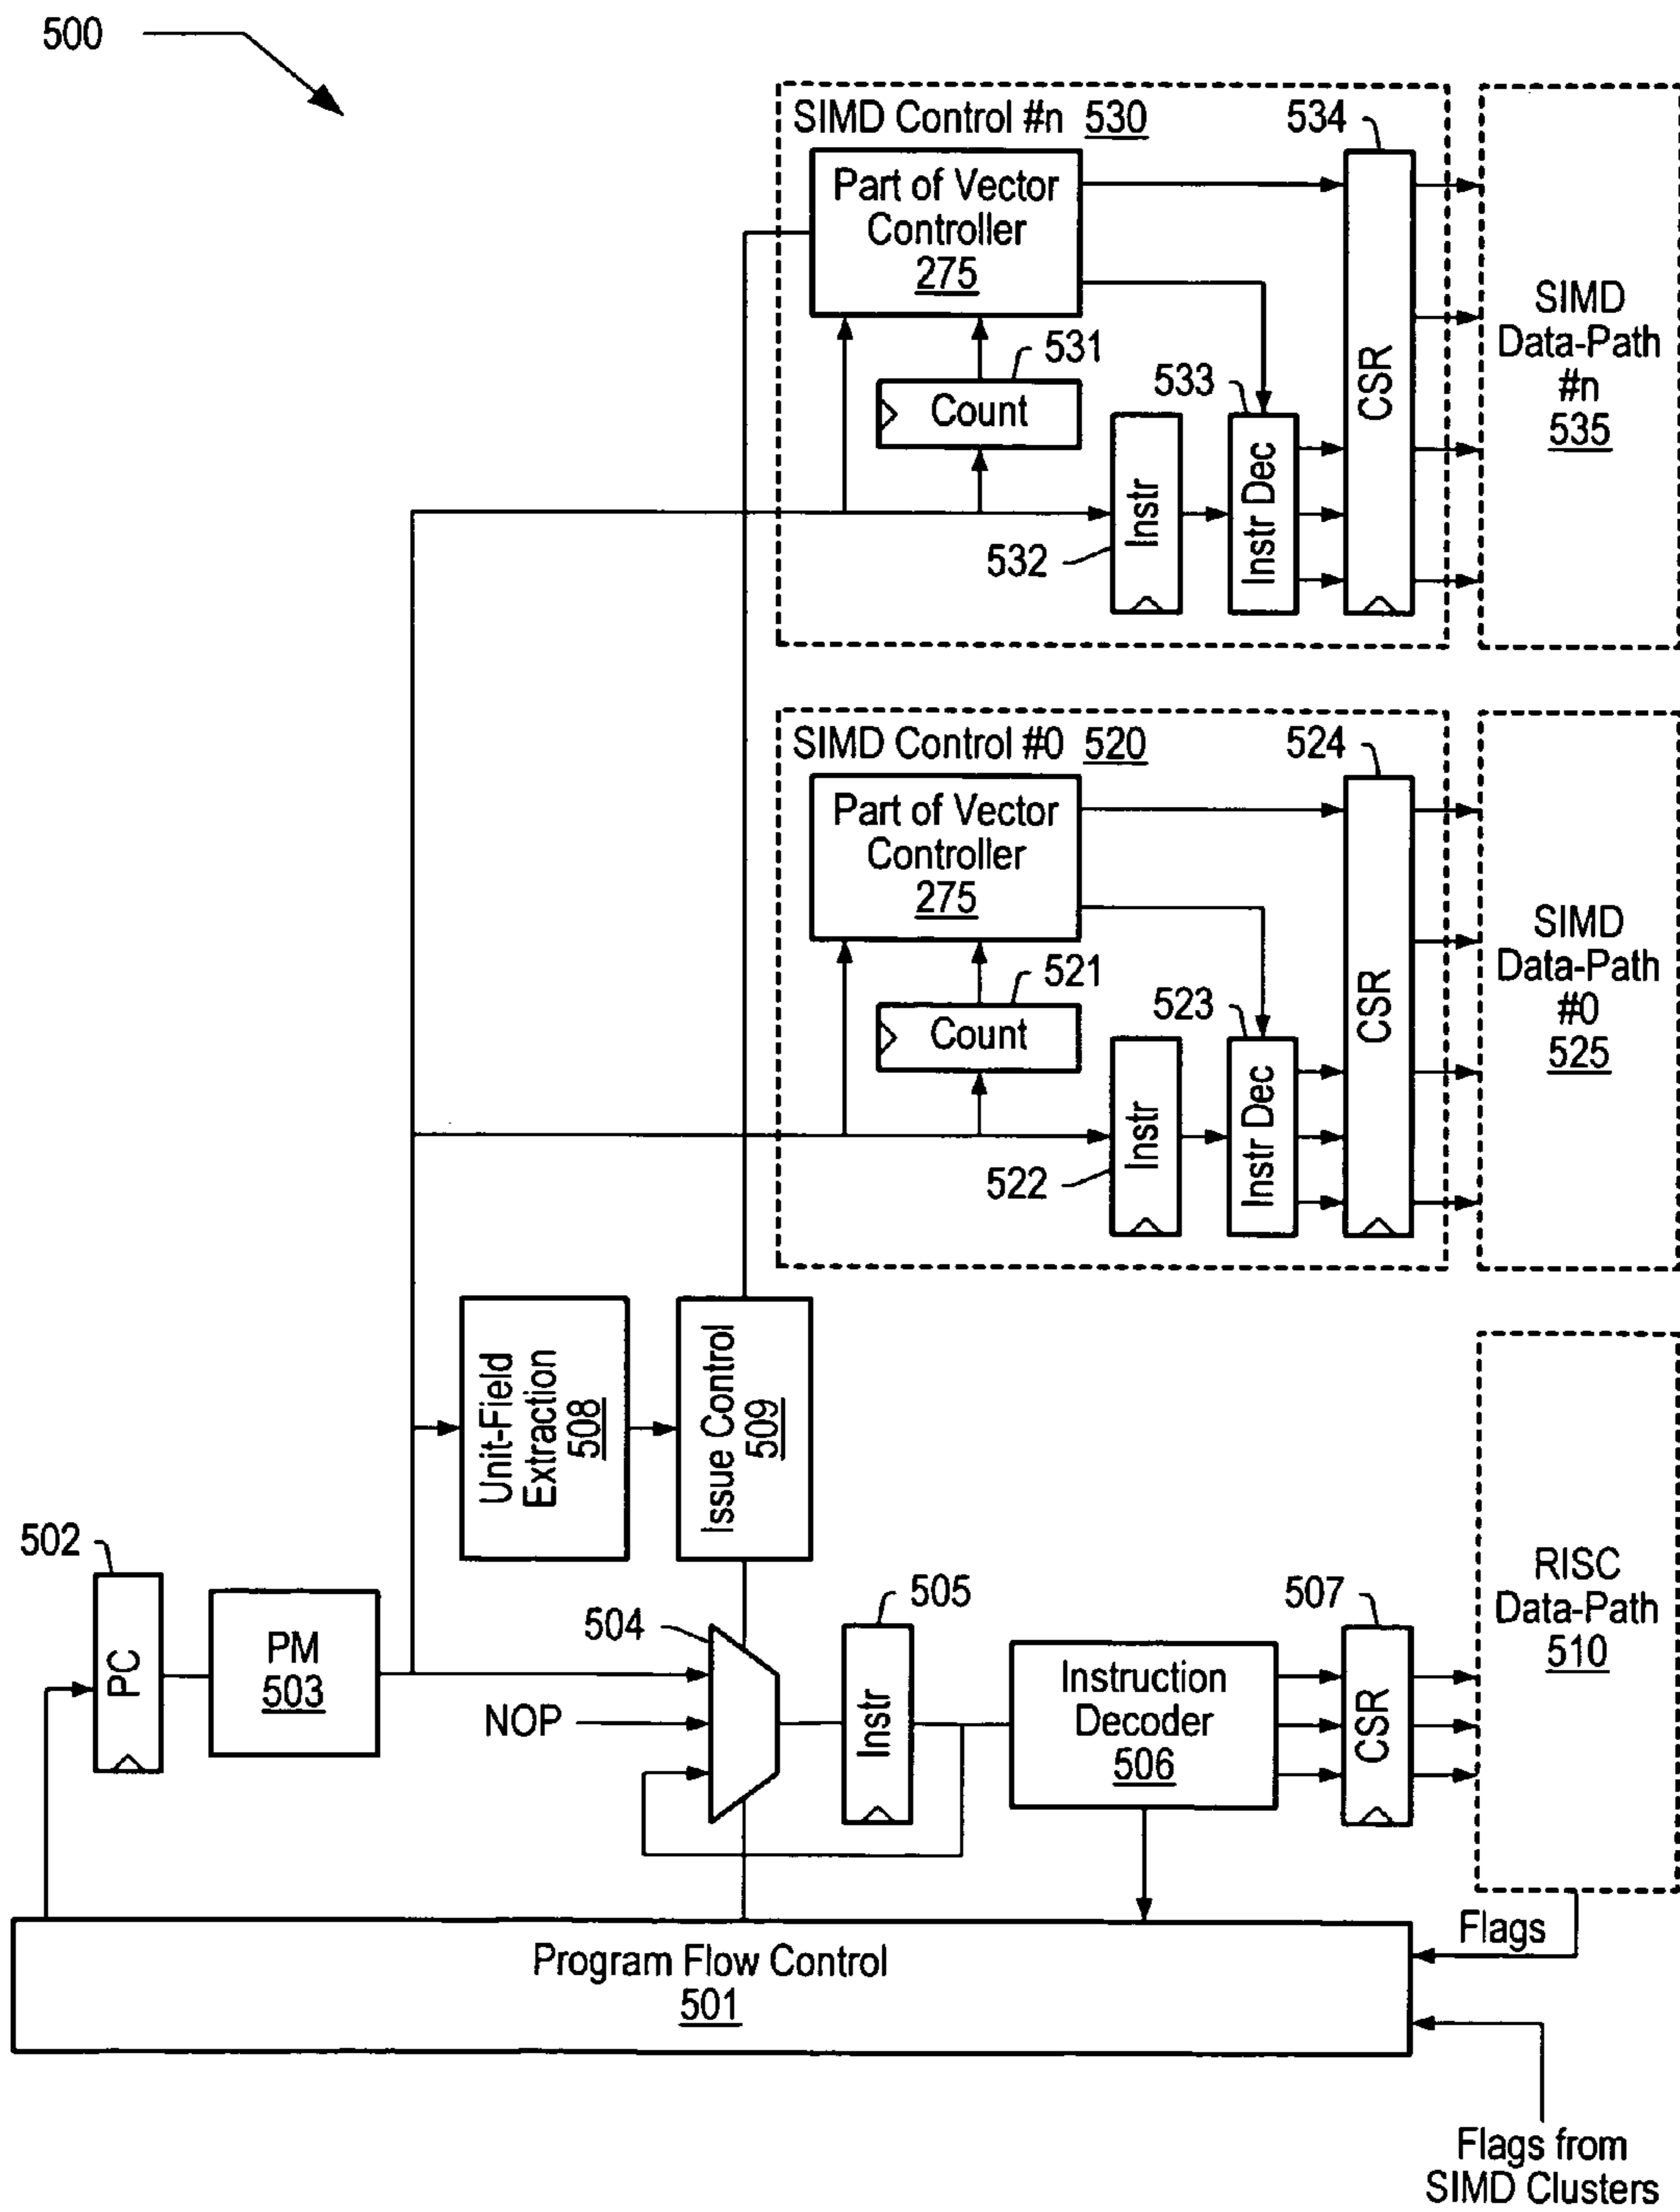 500
SIMD Control #n 530
534
Part of Vector
Controller
275
531
Count
533
532
Instr
Instr Dec
CSR
SIMD
Data-Path
#n
535
SIMD Control #0 520
524
Part of Vector
Controller
275
521
Count
523
522
Instr
Instr Dec
CSR
SIMD
Data-Path
#0
525
Unit-Field
Extraction
508
Issue Control
509
502
PC
PM
503
504
NOP
505
Instr
Instruction
Decoder
506
507
CSR
RISC
Data-Path
510
Flags
Program Flow Control
501
Flags from
SIMD Clusters